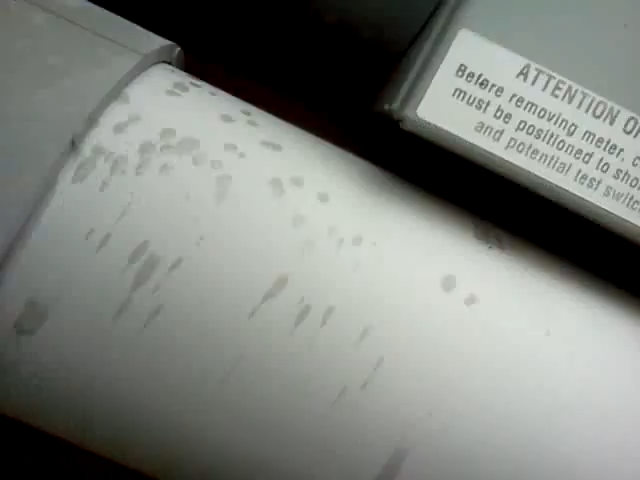 ATTENTION
Before removing meter,
must be positioned to
and potential test